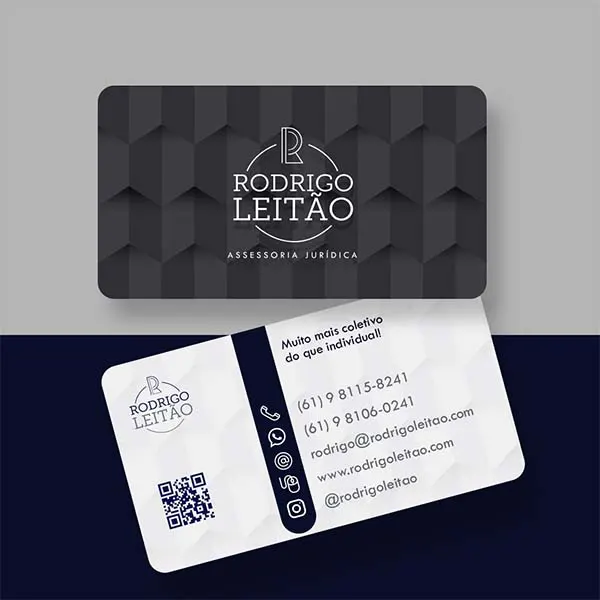 RODRIGO
LEITÃO
ASSESSORIA JURÍDICA
Muito mais coletivo
do que individual!
RODRIGO
LEITÃO
(61) 9 8115-8241
(61) 9 8106-0241
rodrigo@rodrigoleitao.com
www.rodrigoleitao.com
@rodrigoleitao